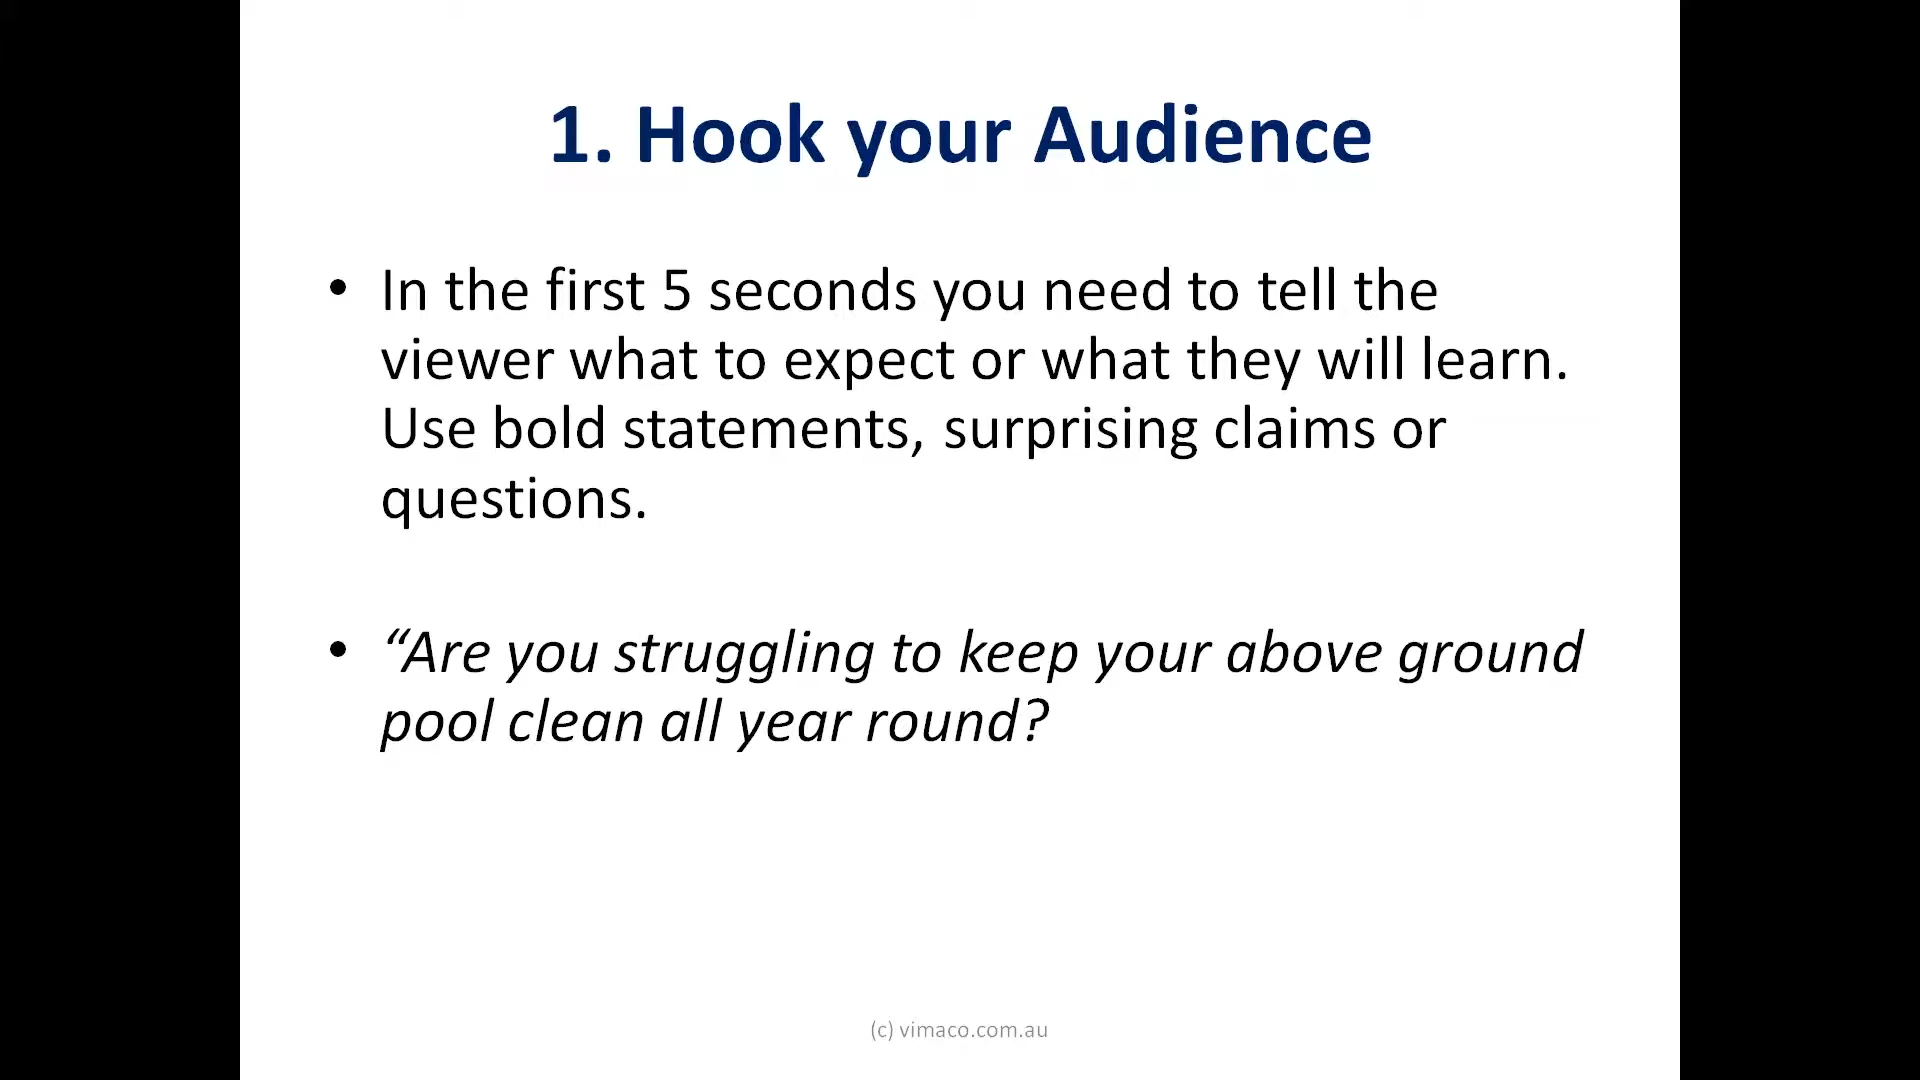 1. Hook your Audience
• In the first 5 seconds you need to tell the
viewer what to expect or what they will learn.
Use bold statements, surprising claims or
questions.
• “Are you struggling to keep your above ground
pool clean all year round?
(c) vimaco.com.au